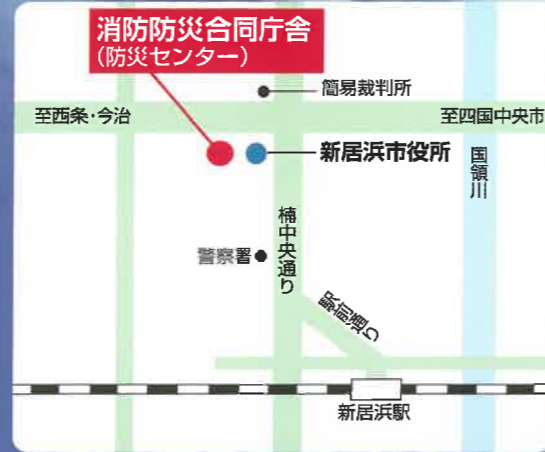 消防防災合同庁舎
(防災センター)
簡易裁判所
至西条・今治
至四国中央市
新居浜市役所
国領川
楠中央通り
警察署
駅前通り
新居浜駅